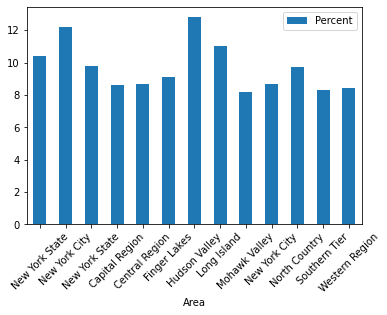 Percent
12
10
8
6
4
2
0
New York State
New York City
New York State
Capital Region
Central Region
Finger Lakes
Hudson Valley
Long Island
Mohawk Valley
New York City
North Country
Southern Tier
Western Region
Area